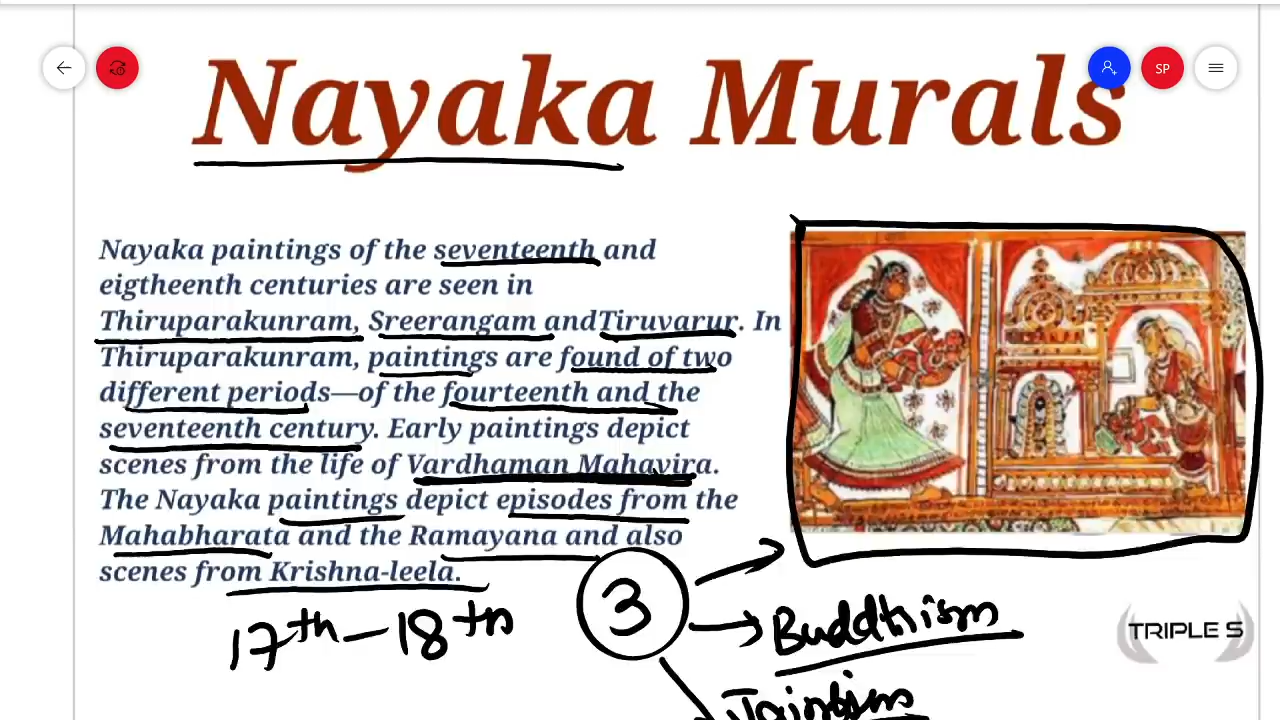 Nayaka Murals
SP
Nayaka paintings of the seventeenth and
eigtheenth centuries are seen in
Thiruparakunram, Sreerangam andTiruvarur. In
Thiruparakunram, paintings are found of two
different periods—of the fourteenth and the
seventeenth century. Early paintings depict
scenes from the life of Vardhaman Mahavira.
The Nayaka paintings depict episodes from the
Mahabharata and the Ramayana and also
scenes from Krishna-leela.
17th – 18th
3
Buddhism
TRIPLE S